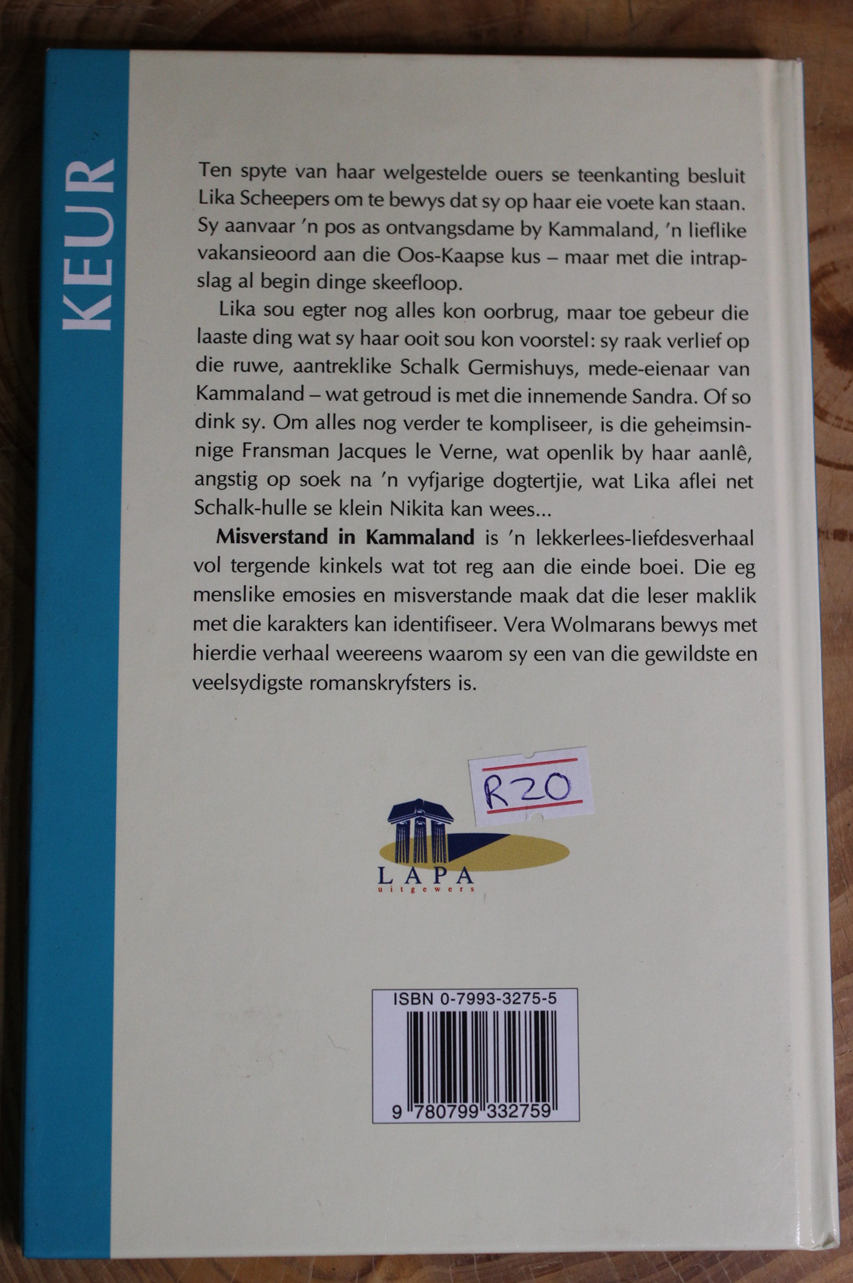 KEUR
Ten spyte van haar welgestelde ouers se teenkanting besluit
Lika Scheepers om te bewys dat sy op haar eie voete kan staan.
Sy aanvaar 'n pos as ontvangsdame by Kammaland, 'n lieflike
vakansieoord aan die Oos-Kaapse kus – maar met die intrap-
slag al begin dinge skeefloop.
Lika sou egter nog alles kon oorbrug, maar toe gebeur die
laaste ding wat sy haar ooit sou kon voorstel: sy raak verlief op
die ruwe, aantreklike Schalk Germishuys, mede-eienaar van
Kammaland – wat getroud is met die innemende Sandra. Of so
dink sy. Om alles nog verder te kompliseer, is die geheimsin-
nige Fransman Jacques le Verne, wat openlik by haar aanlê,
angstig op soek na 'n vyfjarige dogtertjie, wat Lika aflei net
Schalk-hulle se klein Nikita kan wees...
Misverstand in Kammaland is 'n lekkerlees-liefdesverhaal
vol tergende kinkels wat tot reg aan die einde boei. Die eg
menslike emosies en misverstande maak dat die leser maklik
met die karakters kan identifiseer. Vera Wolmarans bewys met
hierdie verhaal weereens waarom sy een van die gewildste en
veelsydigste romanskryfsters is.
R20
LAPA
uitgewers
ISBN 0-7993-3275-5
9 780799 332759